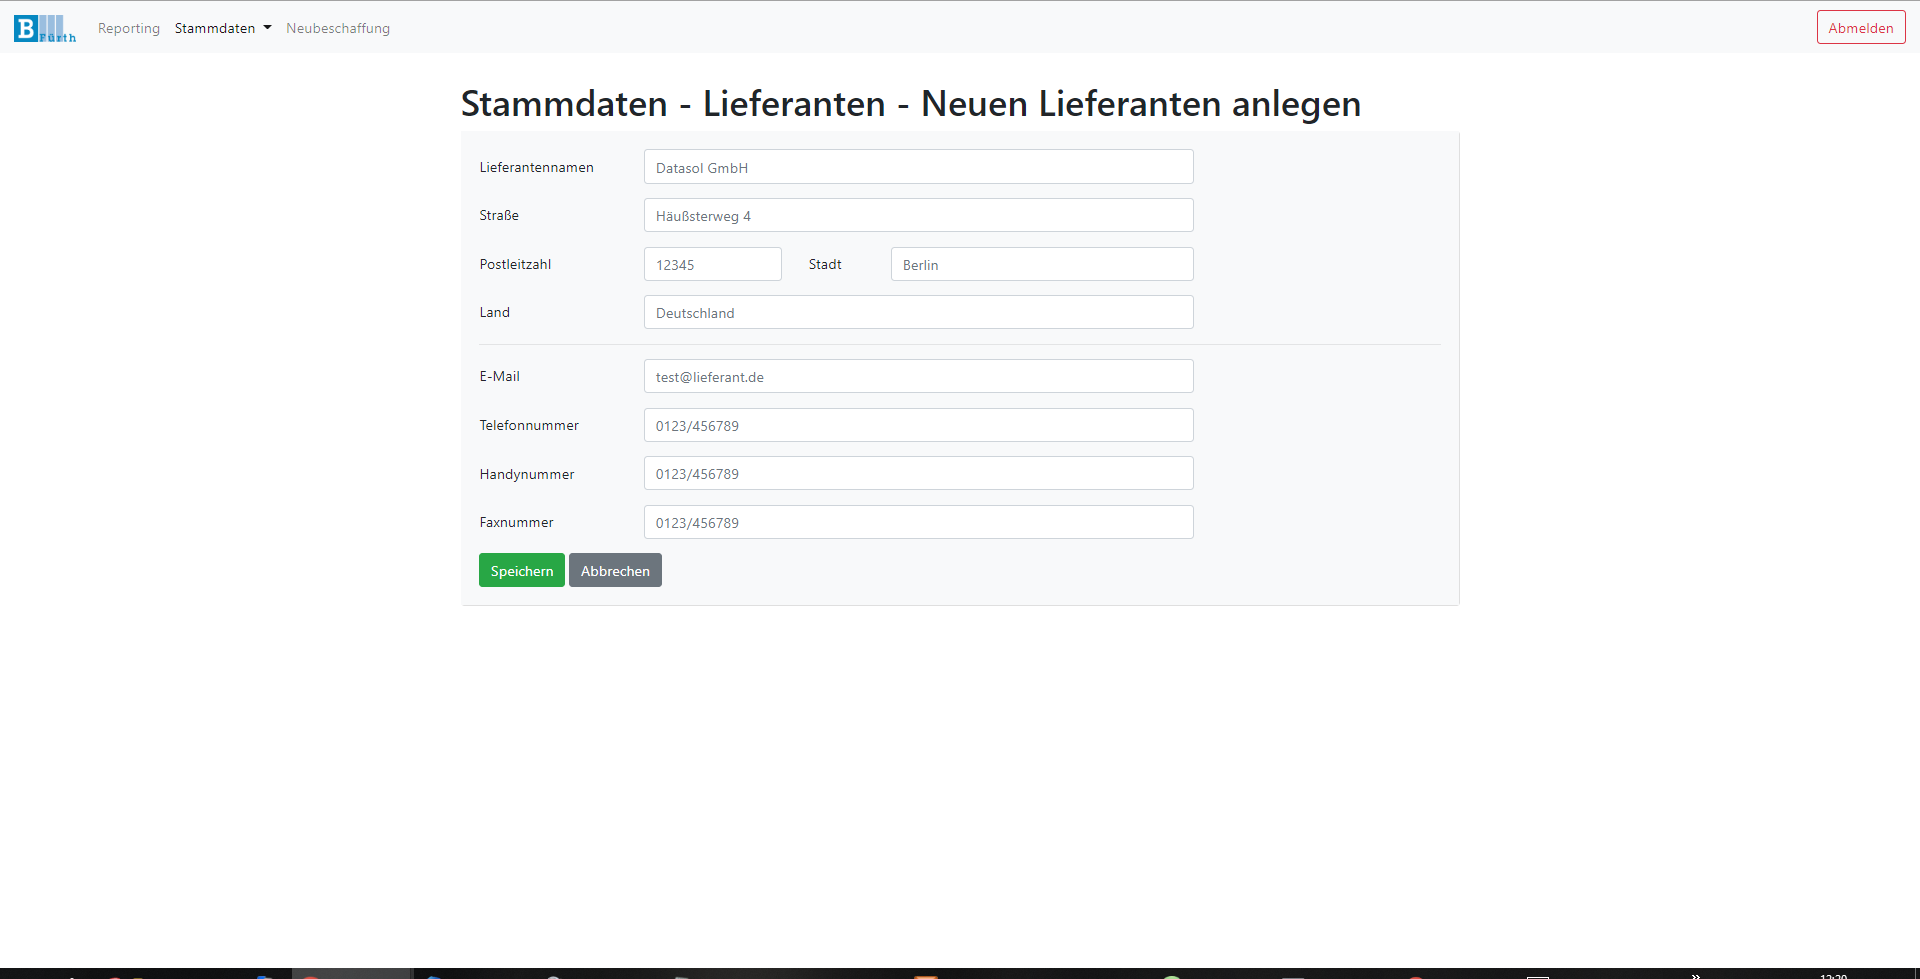 B Fürth
Reporting Stammdaten Neubeschaffung Abmelden
Stammdaten - Lieferanten - Neuen Lieferanten anlegen
Lieferantennamen Datasol GmbH
Straße Häußsterweg 4
Postleitzahl 12345 Stadt Berlin
Land Deutschland
E-Mail test@lieferant.de
Telefonnummer 0123/456789
Handynummer 0123/456789
Faxnummer 0123/456789
Speichern Abbrechen